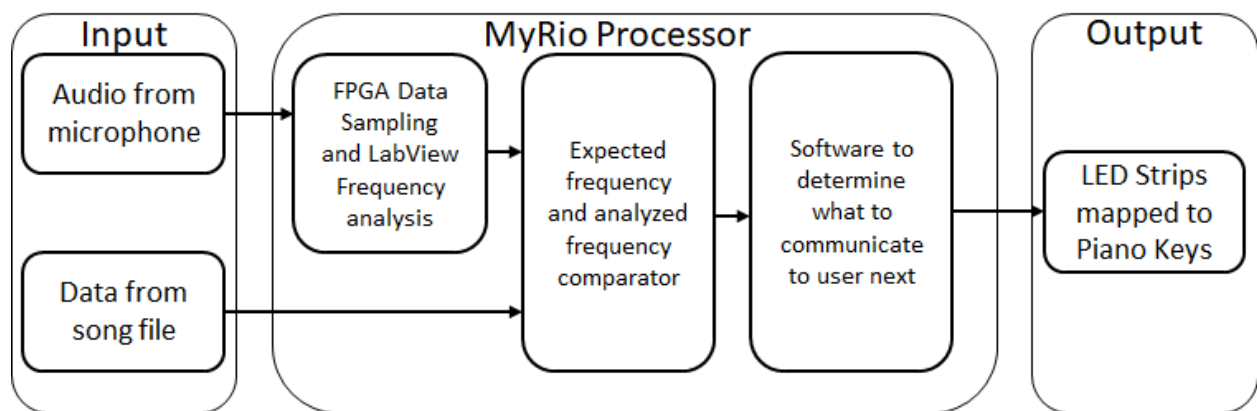 Input
Audio from
microphone
Data from
song file
MyRio Processor
FPGA Data
Sampling
and LabView
Frequency
analysis
Expected
frequency
and analyzed
frequency
comparator
Software to
determine
what to
communicate
to user next
Output
LED Strips
mapped to
Piano Keys